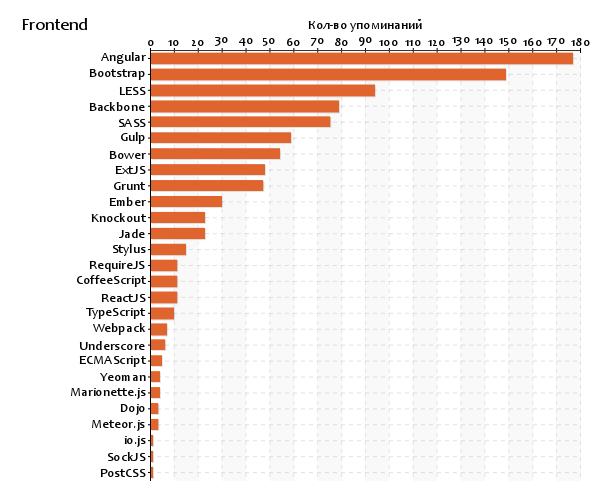 Frontend
Кол-во упоминаний
0 10 20 30 40 50 60 70 80 90 100 110 120 130 140 150 160 170 180
Angular
Bootstrap
LESS
Backbone
SASS
Gulp
Bower
ExtJS
Grunt
Ember
Knockout
Jade
Stylus
RequireJS
CoffeeScript
ReactJS
TypeScript
Webpack
Underscore
ECMAScript
Yeoman
Marionette.js
Dojo
Meteor.js
io.js
SockJS
PostCSS